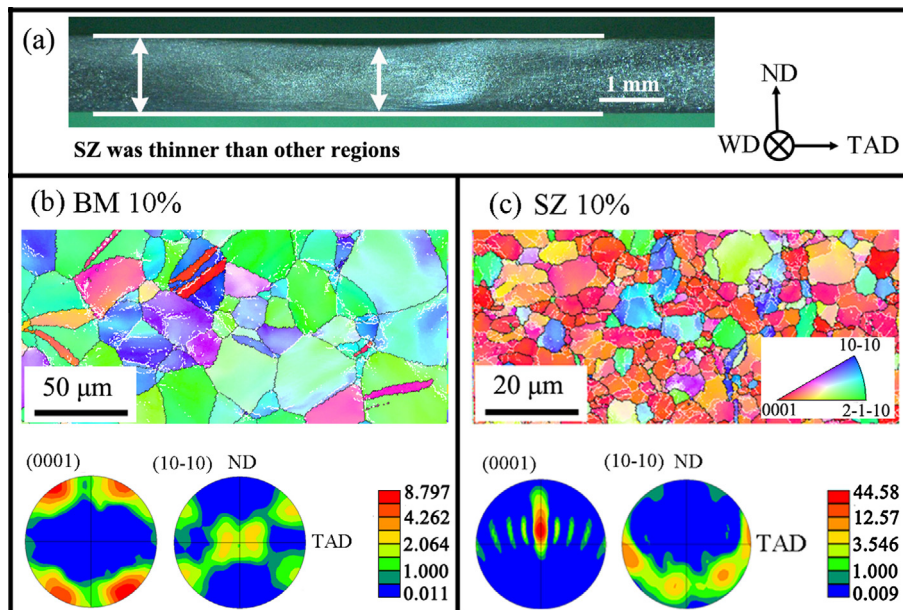 (a)
1 mm
SZ was thinner than other regions
ND
WD
TAD
(b) BM 10%
50 μm
(0001)
(10-10)
ND
TAD
8.797
4.262
2.064
1.000
0.011
(c) SZ 10%
20 μm
10-10
0001
2-1-10
(0001)
(10-10)
ND
TAD
44.58
12.57
3.546
1.000
0.009